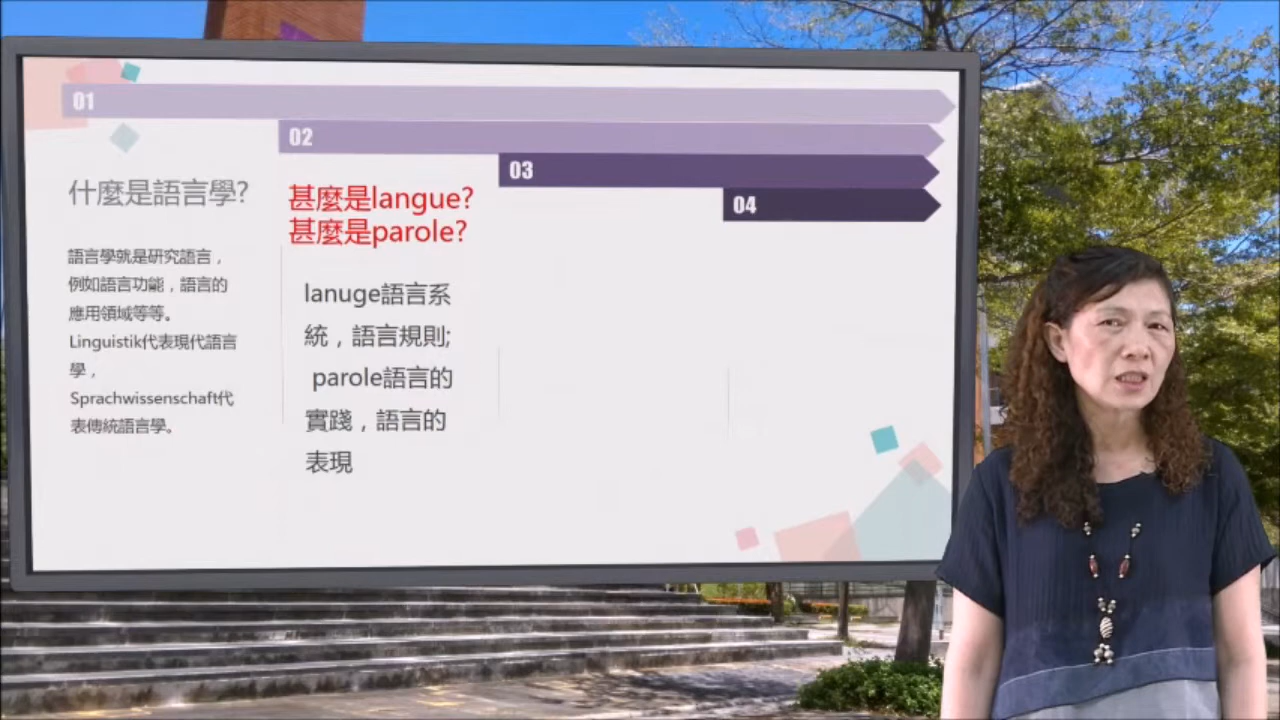 01
02
03
04
什麼是語言學?
語言學就是研究語言，
例如語言功能，語言的
應用領域等等。
Linguistik代表現代語言
學，
Sprachwissenschaft代
表傳統語言學。
甚麼是langue?
甚麼是parole?
lanuge語言系
統，語言規則;
parole語言的
實踐，語言的
表現